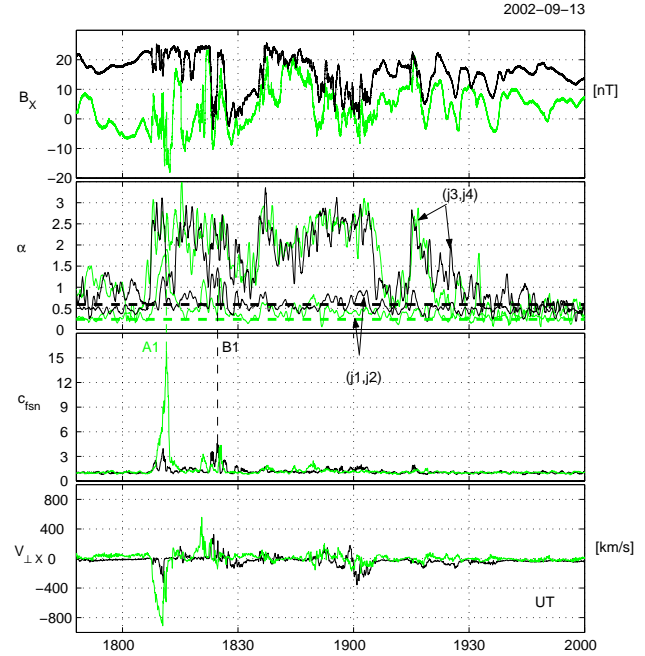 2002−09−13
20
10
0
−10
−20
B_X
[nT]
3
2.5
2
1.5
1
0.5
0
α
(j3,j4)
(j1,j2)
15
12
9
6
3
0
c_fsn
A1
B1
800
400
0
−400
−800
V_⊥ X
[km/s]
UT
1800
1830
1900
1930
2000